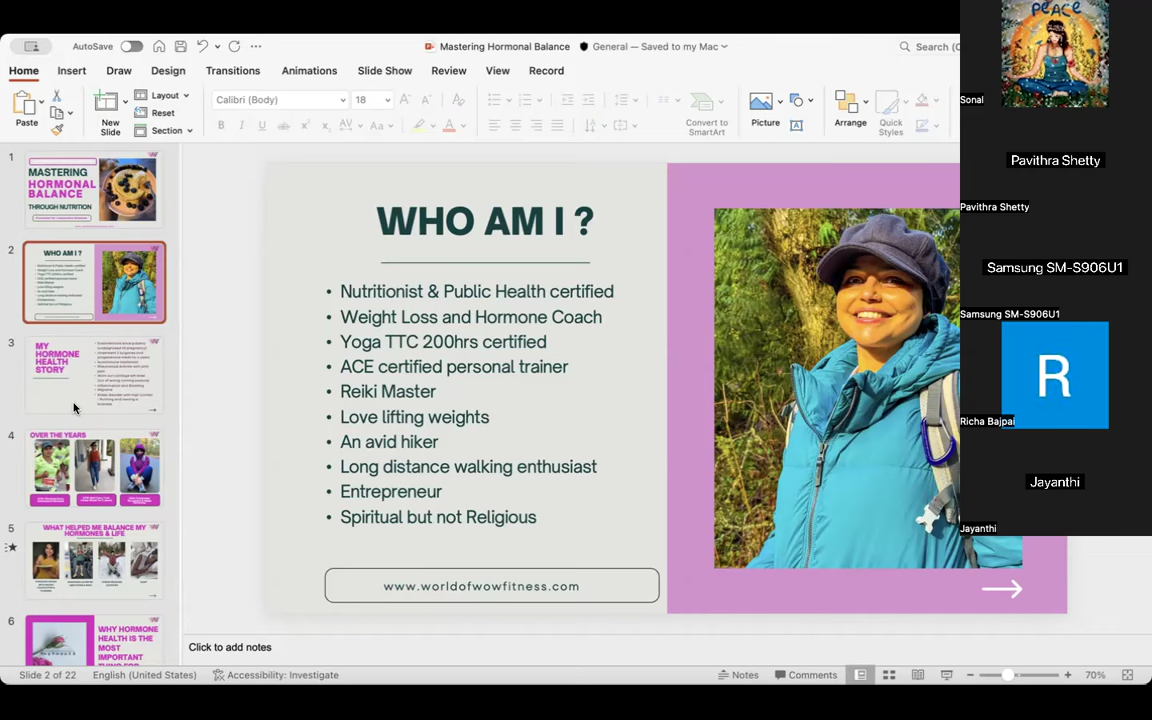 AutoSave
Mastering Hormonal Balance
General — Saved to my Mac
Search (C
Home
Insert
Draw
Design
Transitions
Animations
Slide Show
Review
View
Record
Paste
New
Slide
Layout
Reset
Section
Calibri (Body)
18
B
I
U
Convert to
SmartArt
Picture
Arrange
Quick
Styles
1
MASTERING
HORMONAL
BALANCE
THROUGH NUTRITION
2
WHO AM I ?
3
MY
HORMONE
HEALTH
STORY
4
OVER THE YEARS
5
WHAT HELPED ME BALANCE MY
HORMONES & LIFE
6
WHY HORMONE
HEALTH IS THE
MOST
IMPORTANT
WHO AM I ?
• Nutritionist & Public Health certified
• Weight Loss and Hormone Coach
• Yoga TTC 200hrs certified
• ACE certified personal trainer
• Reiki Master
• Love lifting weights
• An avid hiker
• Long distance walking enthusiast
• Entrepreneur
• Spiritual but not Religious
www.worldofwowfitness.com
Click to add notes
Slide 2 of 22
English (United States)
Accessibility: Investigate
Notes
Comments
70%
PEACE
Sonal
Pavithra Shetty
Pavithra Shetty
Samsung SM-S906U1
Samsung SM-S906U1
R
Richa Bajpai
Jayanthi
Jayanthi